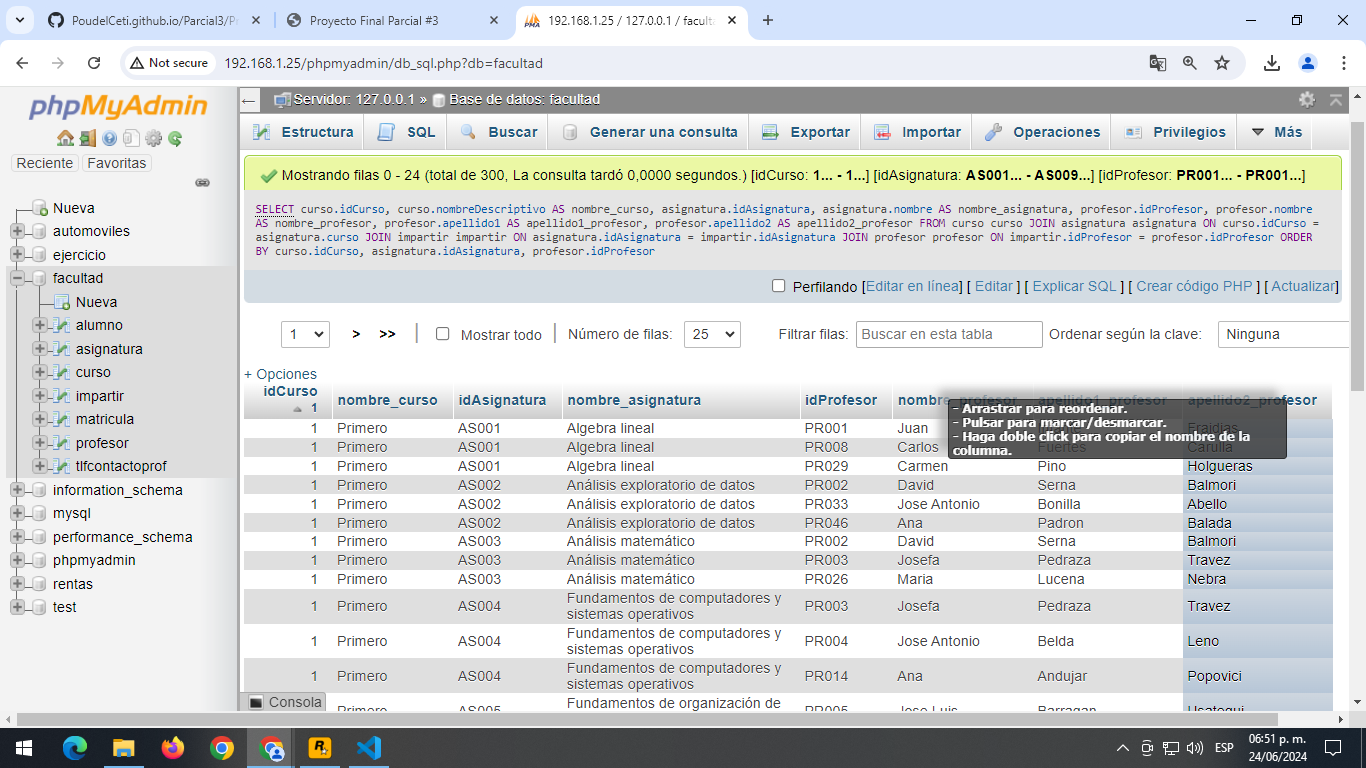 PoudelCeti.github.io/Parcial3/Pr
Proyecto Final Parcial #3
192.168.1.25 / 127.0.0.1 / faculta
Not secure
192.168.1.25/phpmyadmin/db_sql.php?db=facultad
phpMyAdmin
Reciente Favoritas
Nueva
automoviles
ejercicio
facultad
Nueva
alumno
asignatura
curso
impartir
matricula
profesor
tlfcontactoprof
information_schema
mysql
performance_schema
phpmyadmin
rentas
test
Servidor: 127.0.0.1 » Base de datos: facultad
Estructura SQL Buscar Generar una consulta Exportar Importar Operaciones Privilegios Más
Mostrando filas 0 - 24 (total de 300, La consulta tardó 0,0000 segundos.) [idCurso: 1... - 1...] [idAsignatura: AS001... - AS009...] [idProfesor: PR001... - PR001...]
SELECT curso.idCurso, curso.nombreDescriptivo AS nombre_curso, asignatura.idAsignatura, asignatura.nombre AS nombre_asignatura, profesor.idProfesor, profesor.nombre
AS nombre_profesor, profesor.apellido1 AS apellido1_profesor, profesor.apellido2 AS apellido2_profesor FROM curso curso JOIN asignatura asignatura ON curso.idCurso =
asignatura.curso JOIN impartir impartir ON asignatura.idAsignatura = impartir.idAsignatura JOIN profesor profesor ON impartir.idProfesor = profesor.idProfesor ORDER
BY curso.idCurso, asignatura.idAsignatura, profesor.idProfesor
Perfilando [Editar en línea] [ Editar ] [ Explicar SQL ] [ Crear código PHP ] [ Actualizar]
1 > >> Mostrar todo Número de filas: 25 Filtrar filas: Buscar en esta tabla Ordenar según la clave: Ninguna
+ Opciones
idCurso 1 nombre_curso idAsignatura nombre_asignatura idProfesor nombre_profesor apellido1_profesor apellido2_profesor
- Arrastrar para reordenar.
- Pulsar para marcar/desmarcar.
- Haga doble click para copiar el nombre de la
columna.
1 Primero AS001 Algebra lineal PR001 Juan Fraidias
1 Primero AS001 Algebra lineal PR008 Carlos Fuertes Carulla
1 Primero AS001 Algebra lineal PR029 Carmen Pino Holgueras
1 Primero AS002 Análisis exploratorio de datos PR002 David Serna Balmori
1 Primero AS002 Análisis exploratorio de datos PR033 Jose Antonio Bonilla Abello
1 Primero AS002 Análisis exploratorio de datos PR046 Ana Padron Balada
1 Primero AS003 Análisis matemático PR002 David Serna Balmori
1 Primero AS003 Análisis matemático PR003 Josefa Pedraza Travez
1 Primero AS003 Análisis matemático PR026 Maria Lucena Nebra
1 Primero AS004 Fundamentos de computadores y sistemas operativos PR003 Josefa Pedraza Travez
1 Primero AS004 Fundamentos de computadores y sistemas operativos PR004 Jose Antonio Belda Leno
1 Primero AS004 Fundamentos de computadores y sistemas operativos PR014 Ana Andujar Popovici
1 Primero AS005 Fundamentos de organización de PR005 Jose Luis Barragan Usategui
Consola
ESP
06:51 p. m.
24/06/2024